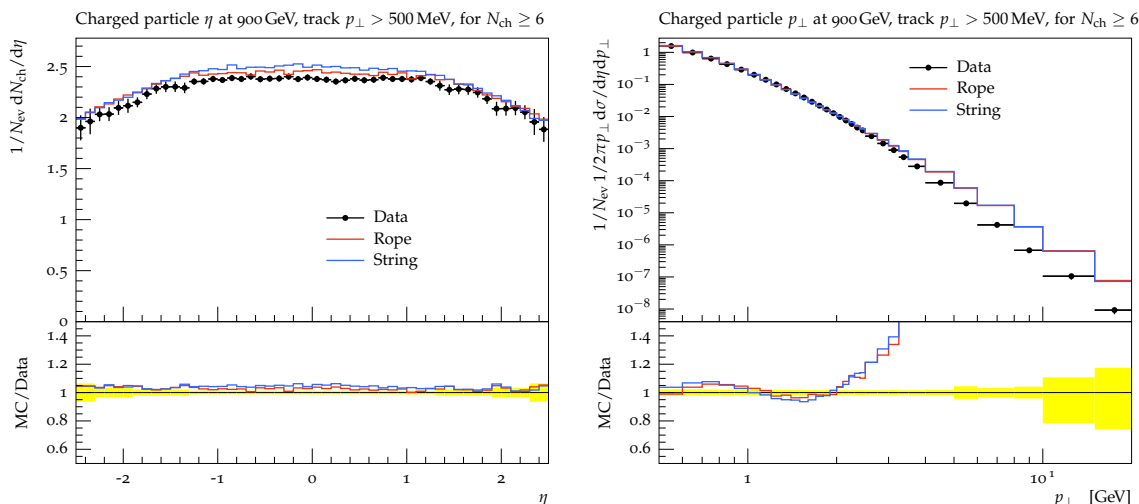 Charged particle η at 900 GeV, track p⊥ > 500 MeV, for Nch ≥ 6
1/Nev dNch/dη
2.5
2
1.5
1
0.5
0
Data
Rope
String
MC/Data
1.4
1.2
1
0.8
0.6
-2 -1 0 1 2
η
Charged particle p⊥ at 900 GeV, track p⊥ > 500 MeV, for Nch ≥ 6
1/Nev 1/2πp⊥ dσ/dηdp⊥
1
10⁻¹
10⁻²
10⁻³
10⁻⁴
10⁻⁵
10⁻⁶
10⁻⁷
10⁻⁸
Data
Rope
String
MC/Data
1.4
1.2
1
0.8
0.6
1 10¹
p⊥ [GeV]